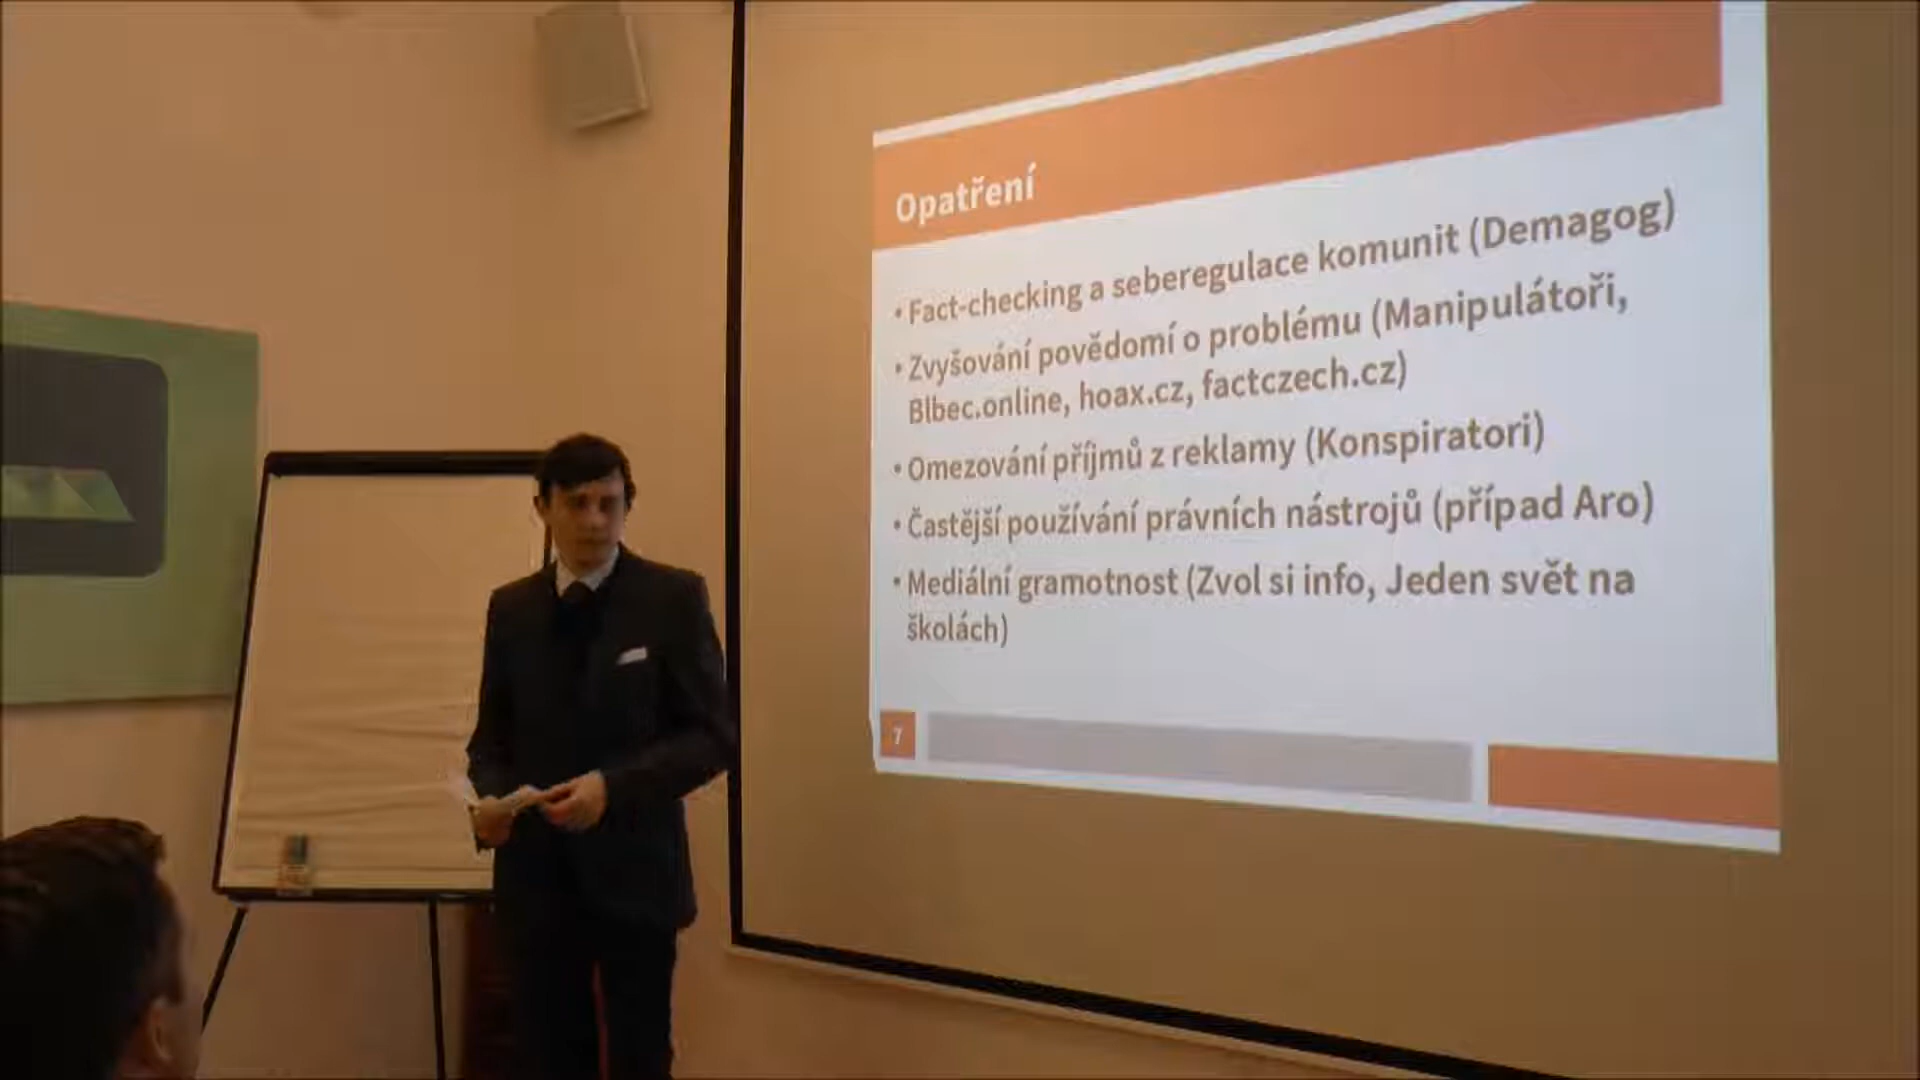 Opatření
• Fact-checking a seberegulace komunit (Demagog)
• Zvyšování povědomí o problému (Manipulátoři,
Blbec.online, hoax.cz, factczech.cz)
• Omezování příjmů z reklamy (Konspiratori)
• Častější používání právních nástrojů (případ Aro)
• Mediální gramotnost (Zvol si info, Jeden svět na
školách)
7